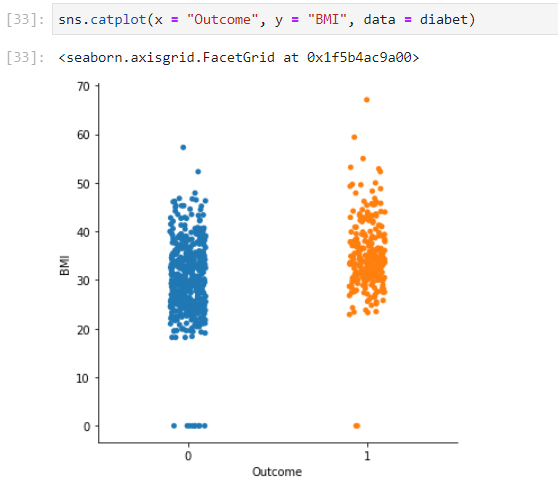 [33]: sns.catplot(x = "Outcome", y = "BMI", data = diabet)
[33]: <seaborn.axisgrid.FacetGrid at 0x1f5b4ac9a00>
70
60
50
40
BMI
30
20
10
0
0 1
Outcome